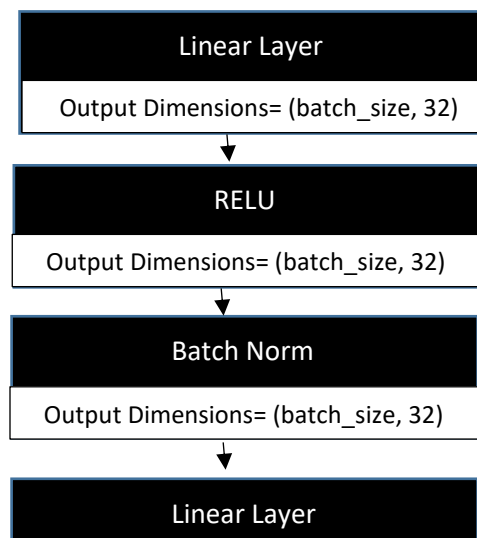 Linear Layer
Output Dimensions= (batch_size, 32)
RELU
Output Dimensions= (batch_size, 32)
Batch Norm
Output Dimensions= (batch_size, 32)
Linear Layer